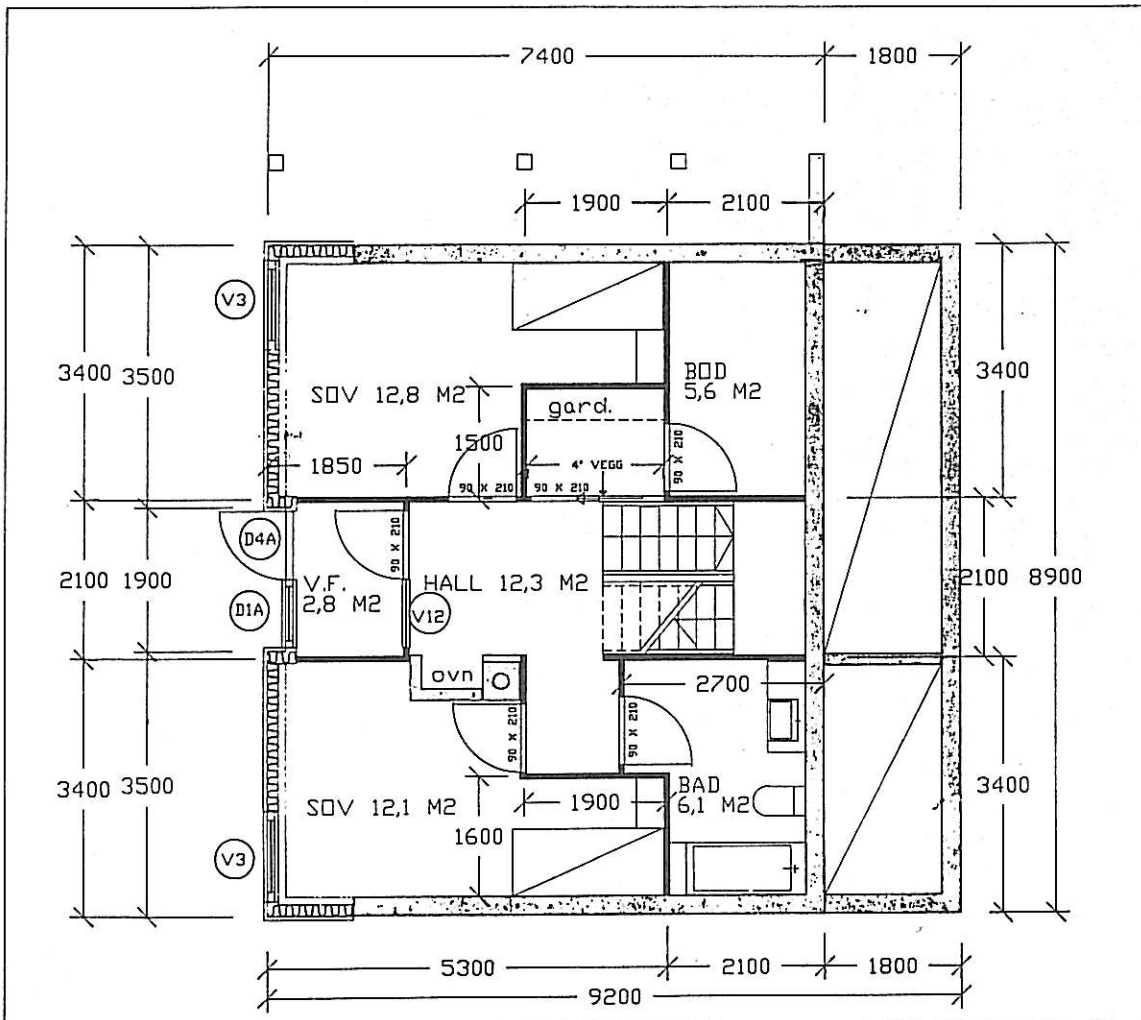 7400
1800
1900
2100
V3
3400
3500
3400
SOV 12,8 M2
BOD
5,6 M2
gard.
1500
1850
4" VEGG
90 X 210
90 X 210
90 X 210
D4A
90 X 210
2100
1900
V.F.
2,8 M2
HALL 12,3 M2
2100
8900
D1A
V12
ovn
2700
90 X 210
90 X 210
3400
3500
SOV 12,1 M2
1900
BAD
6,1 M2
3400
1600
V3
5300
2100
1800
9200